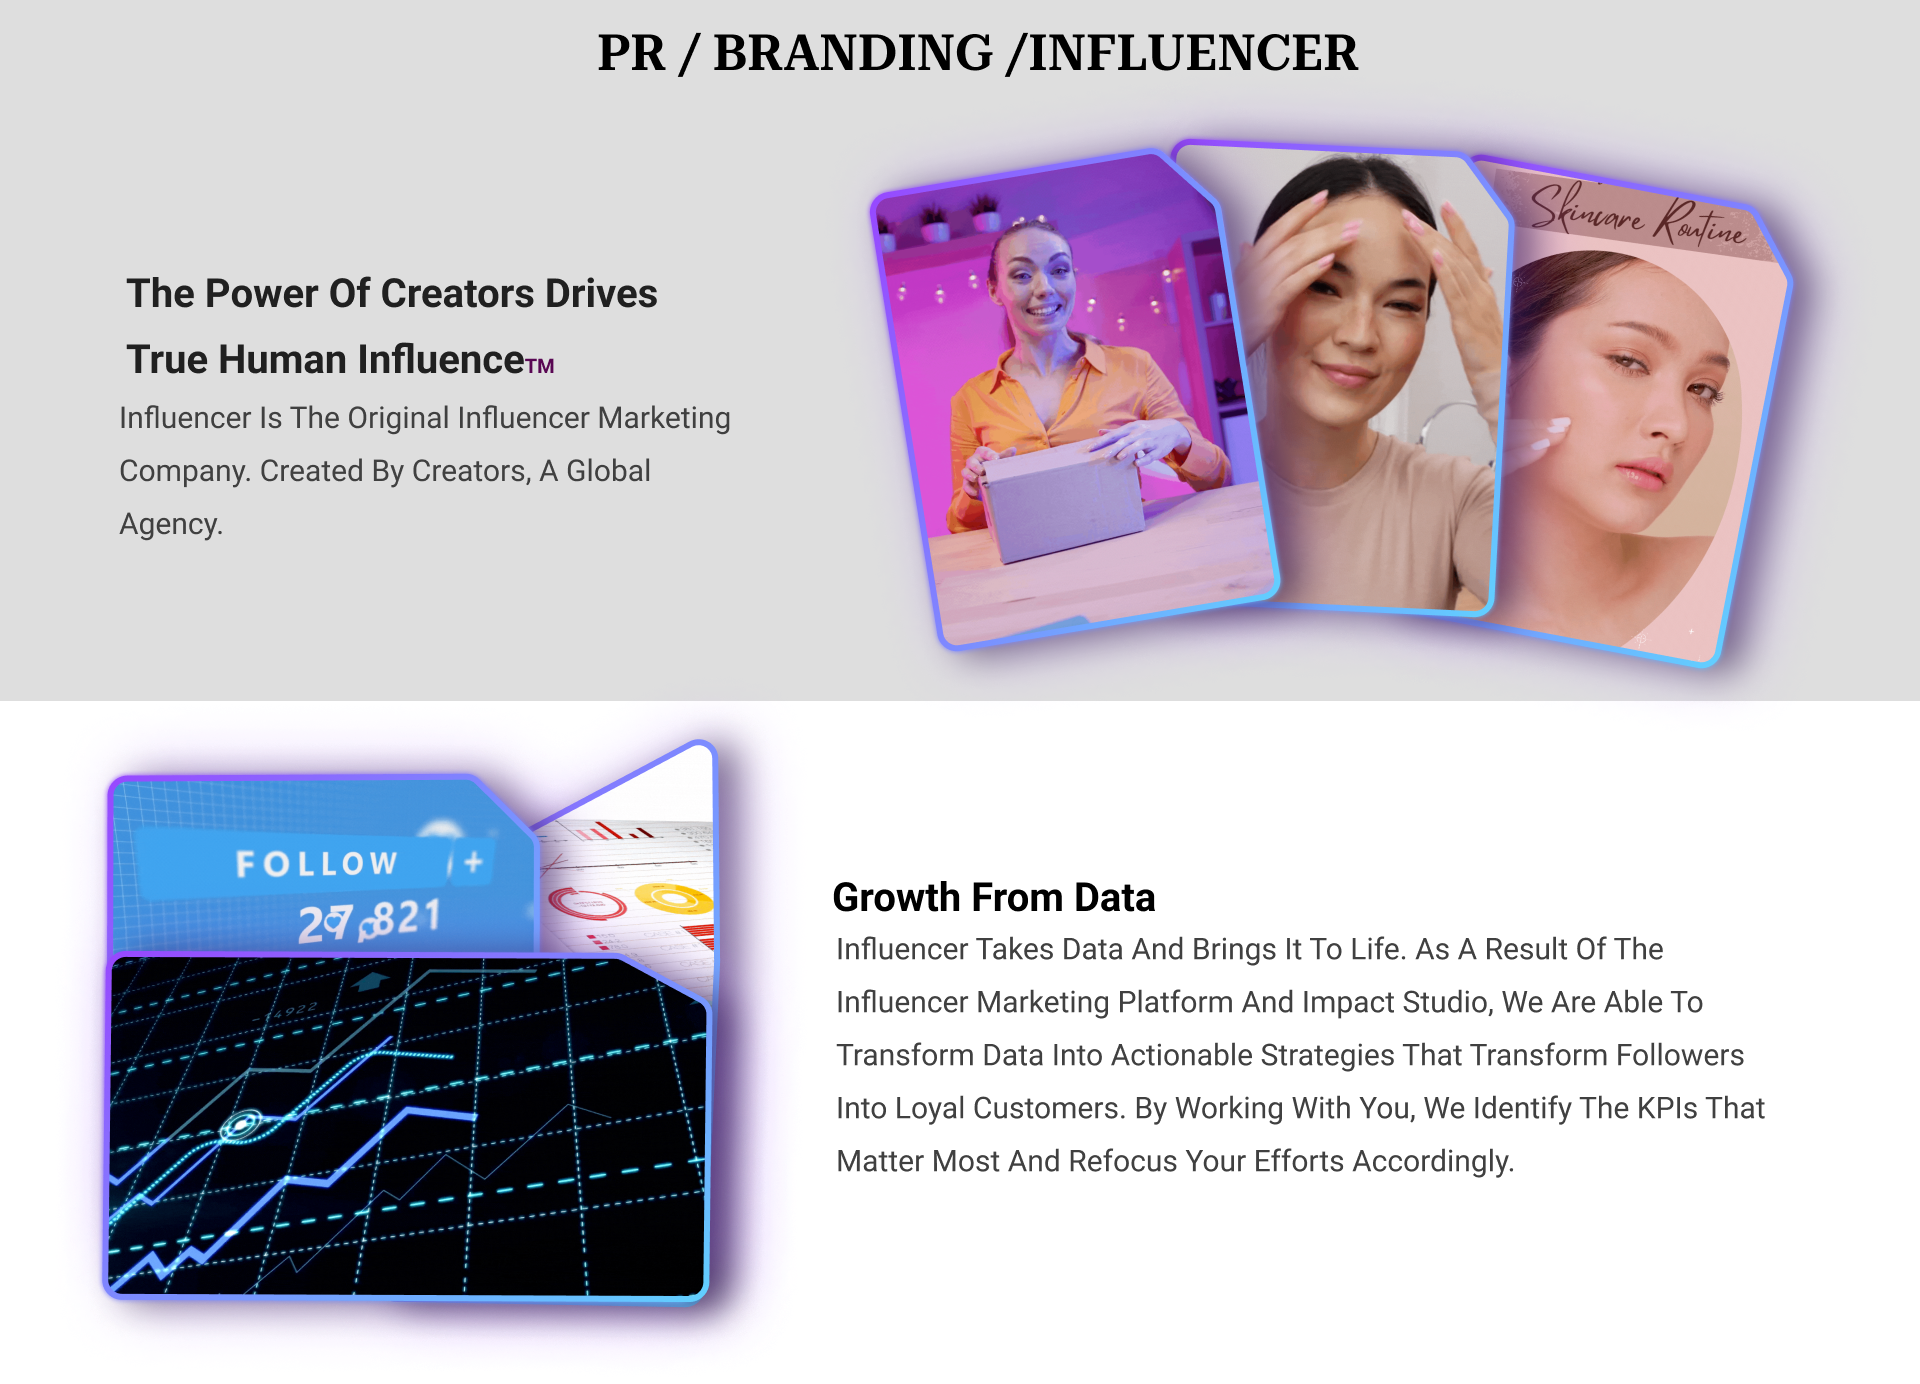 PR / BRANDING /INFLUENCER
Skincare Routine
The Power Of Creators Drives
True Human Influence™
Influencer Is The Original Influencer Marketing
Company. Created By Creators, A Global
Agency.
FOLLOW +
27,821
Growth From Data
Influencer Takes Data And Brings It To Life. As A Result Of The
Influencer Marketing Platform And Impact Studio, We Are Able To
Transform Data Into Actionable Strategies That Transform Followers
Into Loyal Customers. By Working With You, We Identify The KPIs That
Matter Most And Refocus Your Efforts Accordingly.